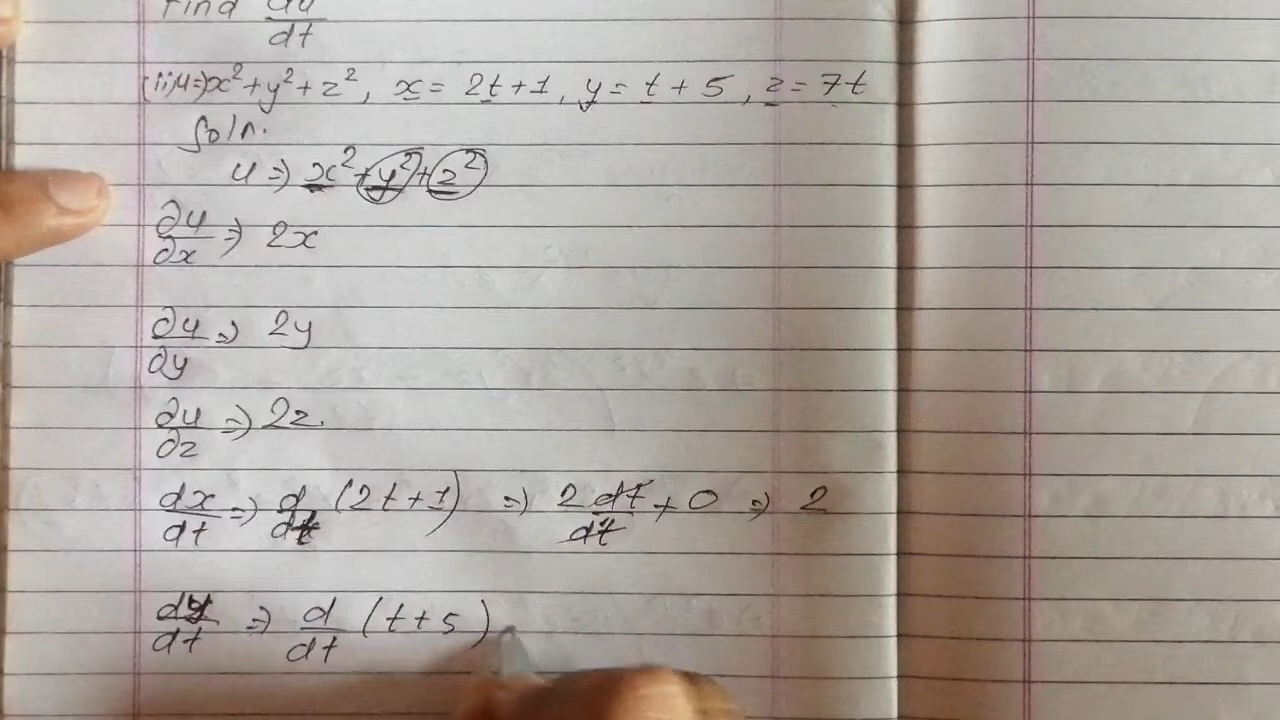 Find du
dt
(ii) u => x² + y² + z², x = 2t + 1, y = t + 5, z = 7t
Soln.
u => x² + y² + z²
∂u/∂x => 2x
∂u/∂y => 2y
∂u/∂z => 2z.
dx/dt => d/dt (2t + 1) => 2 dt/dt + 0 => 2
dy/dt => d/dt (t + 5)